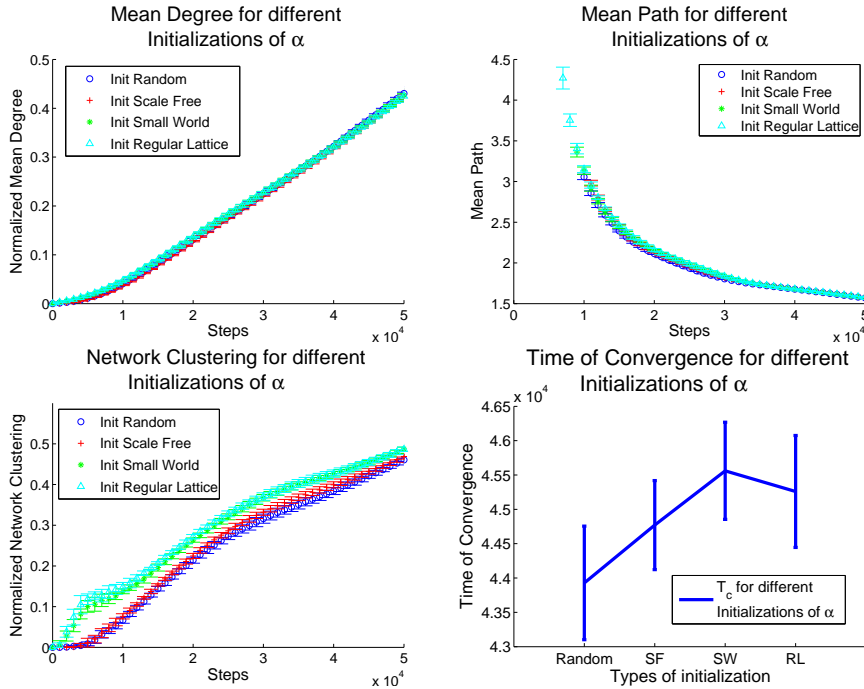 Mean Degree for different
Initializations of α
0.5
0.4
0.3
0.2
0.1
0
Normalized Mean Degree
Init Random
Init Scale Free
Init Small World
Init Regular Lattice
0 1 2 3 4 5
Steps
x 10^4
Mean Path for different
Initializations of α
4.5
4
3.5
3
2.5
2
1.5
Mean Path
Init Random
Init Scale Free
Init Small World
Init Regular Lattice
0 1 2 3 4 5
Steps
x 10^4
Network Clustering for different
Initializations of α
0.5
0.4
0.3
0.2
0.1
0
Normalized Network Clustering
Init Random
Init Scale Free
Init Small World
Init Regular Lattice
0 1 2 3 4 5
Steps
x 10^4
Time of Convergence for different
Initializations of α
x 10^4
4.65
4.6
4.55
4.5
4.45
4.4
4.35
4.3
Time of Convergence
T_c for different
Initializations of α
Random SF SW RL
Types of initialization